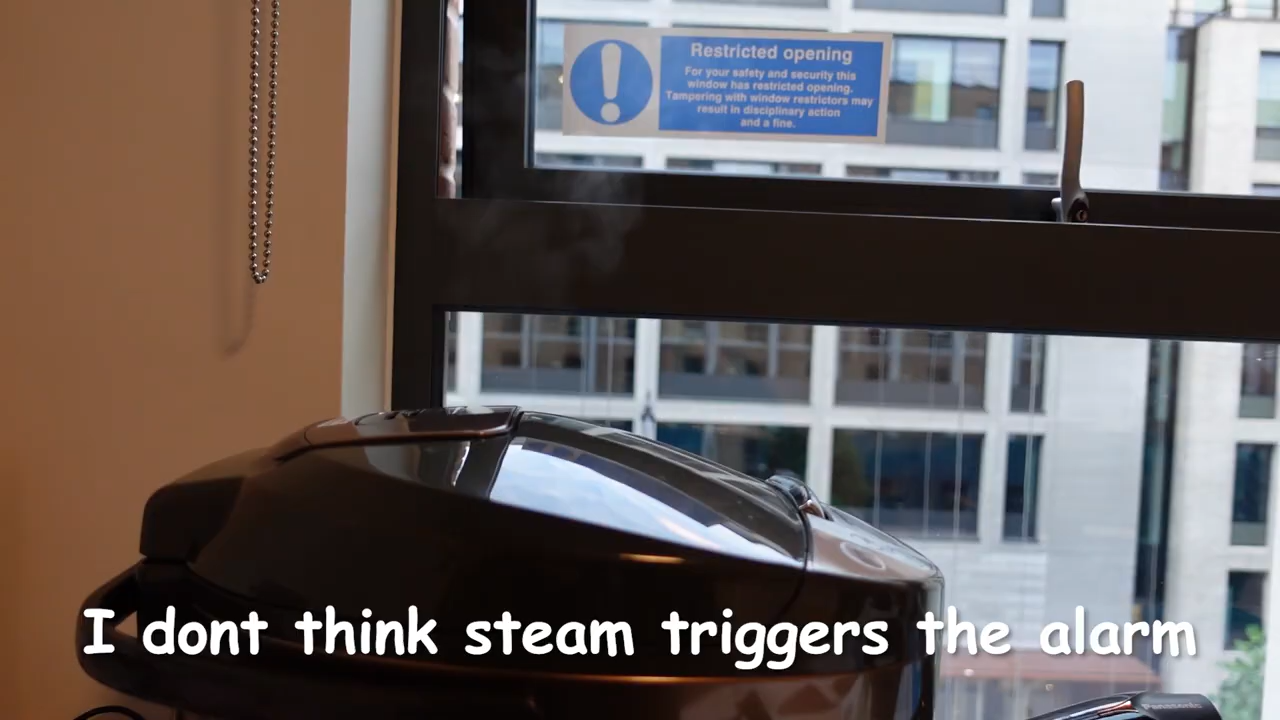 Restricted opening
For your safety and security this
window has restricted opening.
Tampering with window restrictors may
result in disciplinary action
and a fine.
I dont think steam triggers the alarm
Panasonic